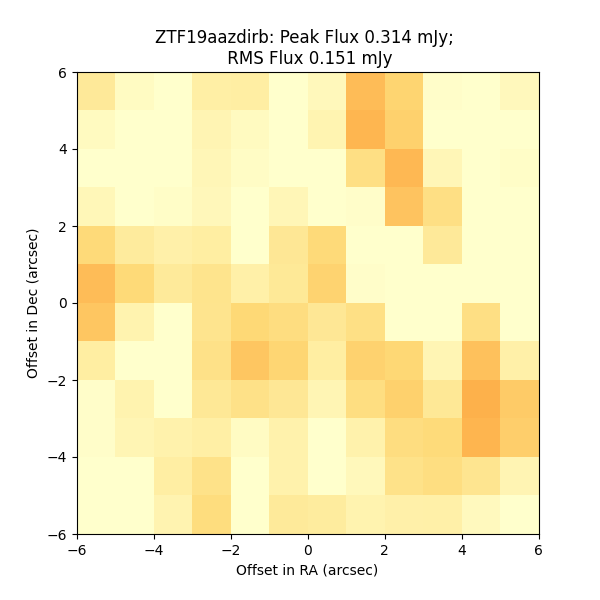 ZTF19aazdirb: Peak Flux 0.314 mJy;
RMS Flux 0.151 mJy
6
4
2
0
−2
−4
−6
Offset in Dec (arcsec)
−6 −4 −2 0 2 4 6
Offset in RA (arcsec)